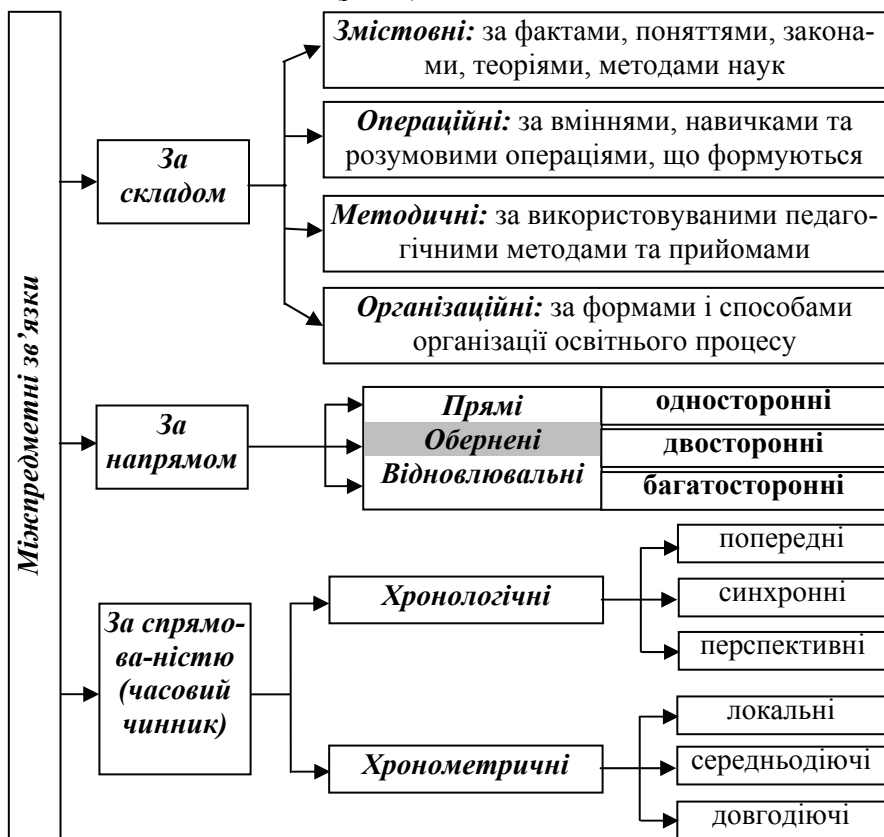 Міжпредметні зв’язки
За
складом
Змістовні: за фактами, поняттями, закона-
ми, теоріями, методами наук
Операційні: за вміннями, навичками та
розумовими операціями, що формуються
Методичні: за використовуваними педаго-
гічними методами та прийомами
Організаційні: за формами і способами
організації освітнього процесу
За
напрямом
Прямі
Обернені
Відновлювальні
односторонні
двосторонні
багатосторонні
За спрямо-
ва-ністю
(часовий
чинник)
Хронологічні
попередні
синхронні
перспективні
Хронометричні
локальні
середньодіючі
довгодіючі